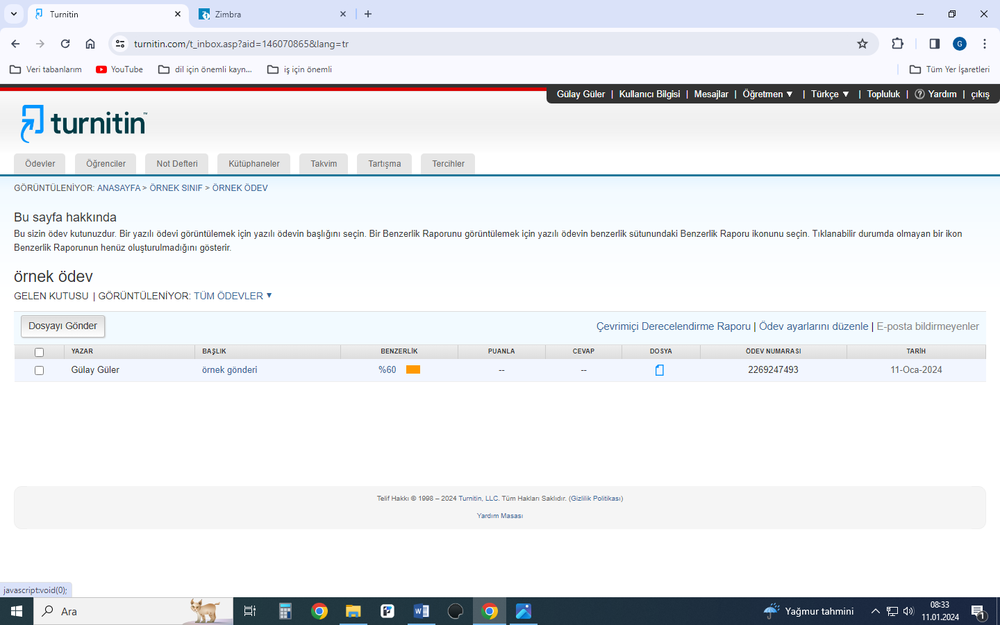 Turnitin
Zimbra
turnitin.com/t_inbox.asp?aid=146070865&lang=tr
G
Veri tabanlarım
YouTube
dil için önemli kayn...
iş için önemli
Tüm Yer İşaretleri
Gülay Güler | Kullanıcı Bilgisi | Mesajlar | Öğretmen ▼ | Türkçe ▼ | Topluluk | ? Yardım | çıkış
turnitin™
Ödevler
Öğrenciler
Not Defteri
Kütüphaneler
Takvim
Tartışma
Tercihler
GÖRÜNTÜLENİYOR: ANASAYFA > ÖRNEK SINIF > ÖRNEK ÖDEV
Bu sayfa hakkında
Bu sizin ödev kutunuzdur. Bir yazılı ödevi görüntülemek için yazılı ödevin başlığını seçin. Bir Benzerlik Raporunu görüntülemek için yazılı ödevin benzerlik sütunundaki Benzerlik Raporu ikonunu seçin. Tıklanabilir durumda olmayan bir ikon
Benzerlik Raporunun henüz oluşturulmadığını gösterir.
örnek ödev
GELEN KUTUSU | GÖRÜNTÜLENİYOR: TÜM ÖDEVLER ▼
Dosyayı Gönder
Çevrimiçi Derecelendirme Raporu | Ödev ayarlarını düzenle | E-posta bildirmeyenler
YAZAR BAŞLIK BENZERLİK PUANLA CEVAP DOSYA ÖDEV NUMARASI TARİH
Gülay Güler örnek gönderi %60 -- -- 2269247493 11-Oca-2024
Telif Hakkı © 1998 – 2024 Turnitin, LLC. Tüm Hakları Saklıdır. (Gizlilik Politikası)
Yardım Masası
javascript:void(0);
Ara
Yağmur tahmini
08:33
11.01.2024
1